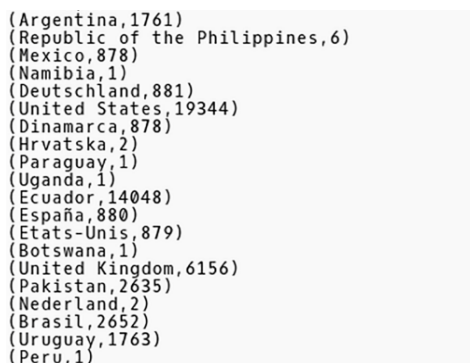 (Argentina,1761)
(Republic of the Philippines,6)
(Mexico,878)
(Namibia,1)
(Deutschland,881)
(United States,19344)
(Dinamarca,878)
(Hrvatska,2)
(Paraguay,1)
(Uganda,1)
(Ecuador,14048)
(España,880)
(Etats-Unis,879)
(Botswana,1)
(United Kingdom,6156)
(Pakistan,2635)
(Nederland,2)
(Brasil,2652)
(Uruguay,1763)
(Peru,1)